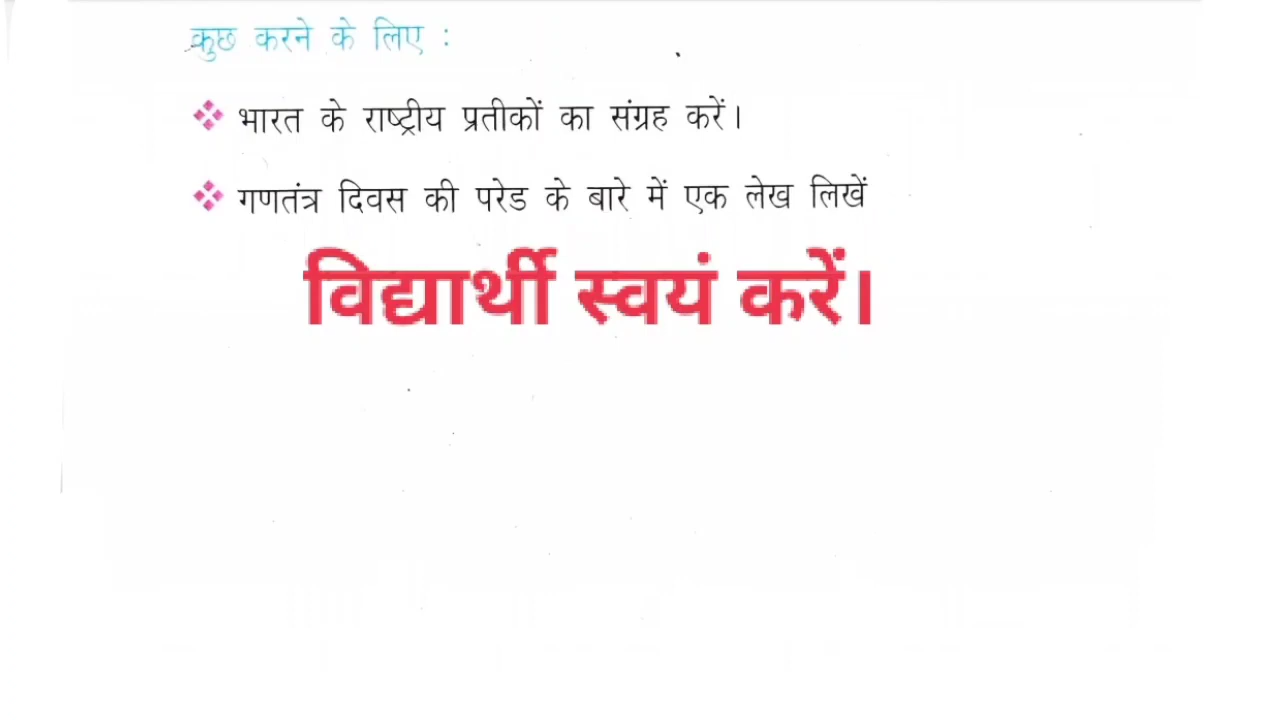 कुछ करने के लिए :
❖ भारत के राष्ट्रीय प्रतीकों का संग्रह करें।
❖ गणतंत्र दिवस की परेड के बारे में एक लेख लिखें
विद्यार्थी स्वयं करें।